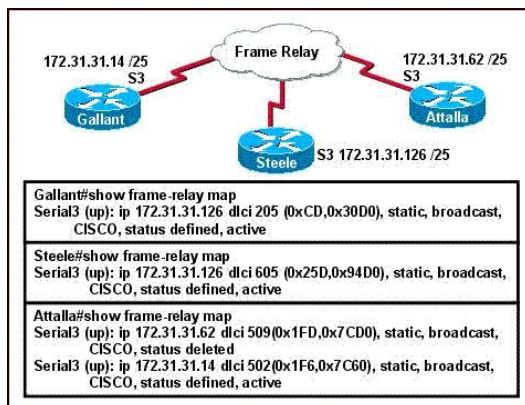 Frame Relay
172.31.31.14 /25
S3
172.31.31.62 /25
S3
Gallant
Attalla
Steele
S3 172.31.31.126 /25
Gallant#show frame-relay map
Serial3 (up): ip 172.31.31.126 dlci 205 (0xCD,0x30D0), static, broadcast,
CISCO, status defined, active
Steele#show frame-relay map
Serial3 (up): ip 172.31.31.126 dlci 605 (0x25D,0x94D0), static, broadcast,
CISCO, status defined, active
Attalla#show frame-relay map
Serial3 (up): ip 172.31.31.62 dlci 509(0x1FD,0x7CD0), static, broadcast,
CISCO, status deleted
Serial3 (up): ip 172.31.31.14 dlci 502(0x1F6,0x7C60), static, broadcast,
CISCO, status defined, active